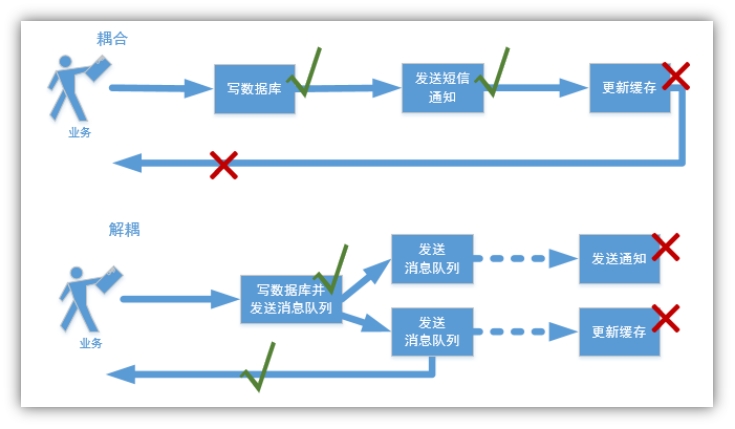 耦合
业务
写数据库
发送短信
通知
更新缓存
解耦
业务
写数据库并
发送消息队列
发送
消息队列
发送通知
发送
消息队列
更新缓存